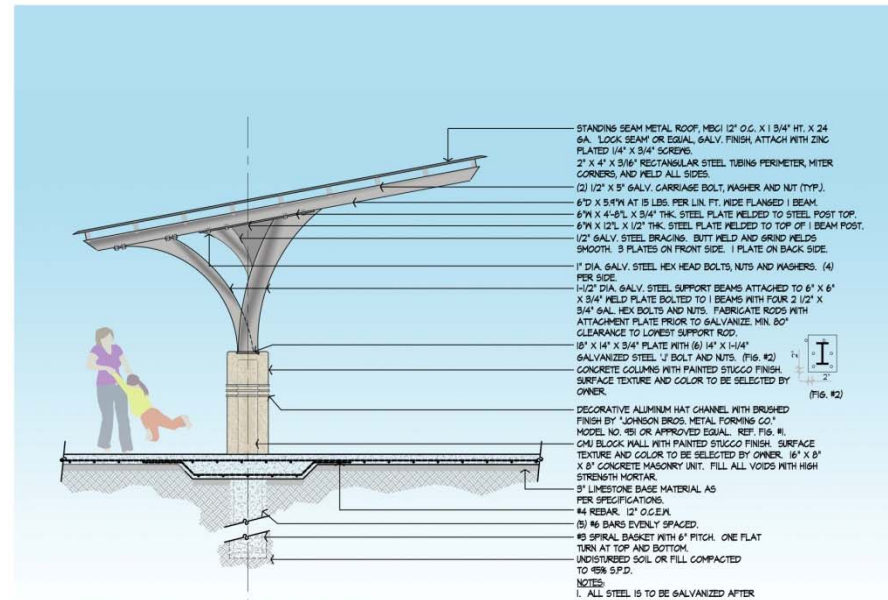 STANDING SEAM METAL ROOF, MBCI 12" O.C. X 1 3/4" HT. X 24
GA. 'LOCK SEAM' OR EQUAL, GALV. FINISH, ATTACH WITH ZINC
PLATED 1/4" X 3/4" SCREWS.
2" X 4" X 3/16" RECTANGULAR STEEL TUBING PERIMETER, MITER
CORNERS, AND WELD ALL SIDES.
(2) 1/2" X 5" GALV. CARRIAGE BOLT, WASHER AND NUT (TYP.).
6"D X 5.9"W AT 15 LBS. PER LIN. FT. WIDE FLANGED I BEAM.
6"W X 4'-8"L X 3/4" THK. STEEL PLATE WELDED TO STEEL POST TOP.
6"W X 12"L X 1/2" THK. STEEL PLATE WELDED TO TOP OF I BEAM POST.
1/2" GALV. STEEL BRACING. BUTT WELD AND GRIND WELDS
SMOOTH. 3 PLATES ON FRONT SIDE. 1 PLATE ON BACK SIDE.
1" DIA. GALV. STEEL HEX HEAD BOLTS, NUTS AND WASHERS. (4)
PER SIDE.
1-1/2" DIA. GALV. STEEL SUPPORT BEAMS ATTACHED TO 6" X 6"
X 3/4" WELD PLATE BOLTED TO I BEAMS WITH FOUR 2 1/2" X
3/4" GAL. HEX BOLTS AND NUTS. FABRICATE RODS WITH
ATTACHMENT PLATE PRIOR TO GALVANIZE. MIN. 80"
CLEARANCE TO LOWEST SUPPORT ROD.
18" X 14" X 3/4" PLATE WITH (6) 14" X 1-1/4"
GALVANIZED STEEL 'J' BOLT AND NUTS. (FIG. #2)
CONCRETE COLUMNS WITH PAINTED STUCCO FINISH.
SURFACE TEXTURE AND COLOR TO BE SELECTED BY
OWNER.
2"
2"
(FIG. #2)
DECORATIVE ALUMINUM HAT CHANNEL WITH BRUSHED
FINISH BY "JOHNSON BROS. METAL FORMING CO."
MODEL NO. 951 OR APPROVED EQUAL. REF. FIG. #1.
CMU BLOCK WALL WITH PAINTED STUCCO FINISH. SURFACE
TEXTURE AND COLOR TO BE SELECTED BY OWNER. 16" X 8"
X 8" CONCRETE MASONRY UNIT. FILL ALL VOIDS WITH HIGH
STRENGTH MORTAR.
3" LIMESTONE BASE MATERIAL AS
PER SPECIFICATIONS.
#4 REBAR 12" O.C.E.W.
(5) #6 BARS EVENLY SPACED.
#3 SPIRAL BASKET WITH 6" PITCH. ONE FLAT
TURN AT TOP AND BOTTOM.
UNDISTURBED SOIL OR FILL COMPACTED
TO 95% S.P.D.
NOTES:
1. ALL STEEL IS TO BE GALVANIZED AFTER